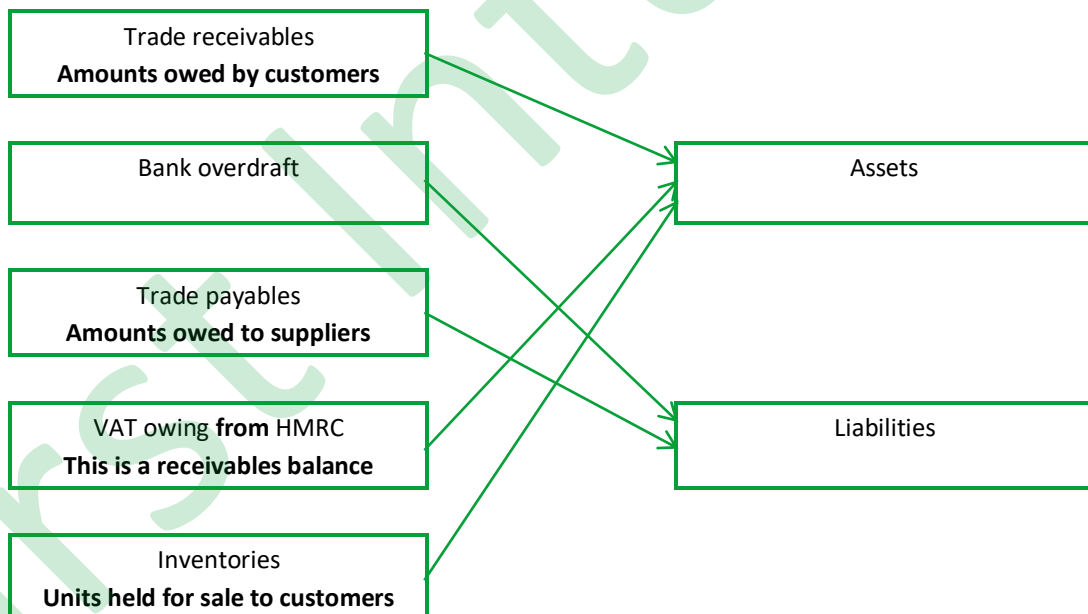 Trade receivables
Amounts owed by customers
Bank overdraft
Assets
Trade payables
Amounts owed to suppliers
VAT owing from HMRC
This is a receivables balance
Liabilities
Inventories
Units held for sale to customers